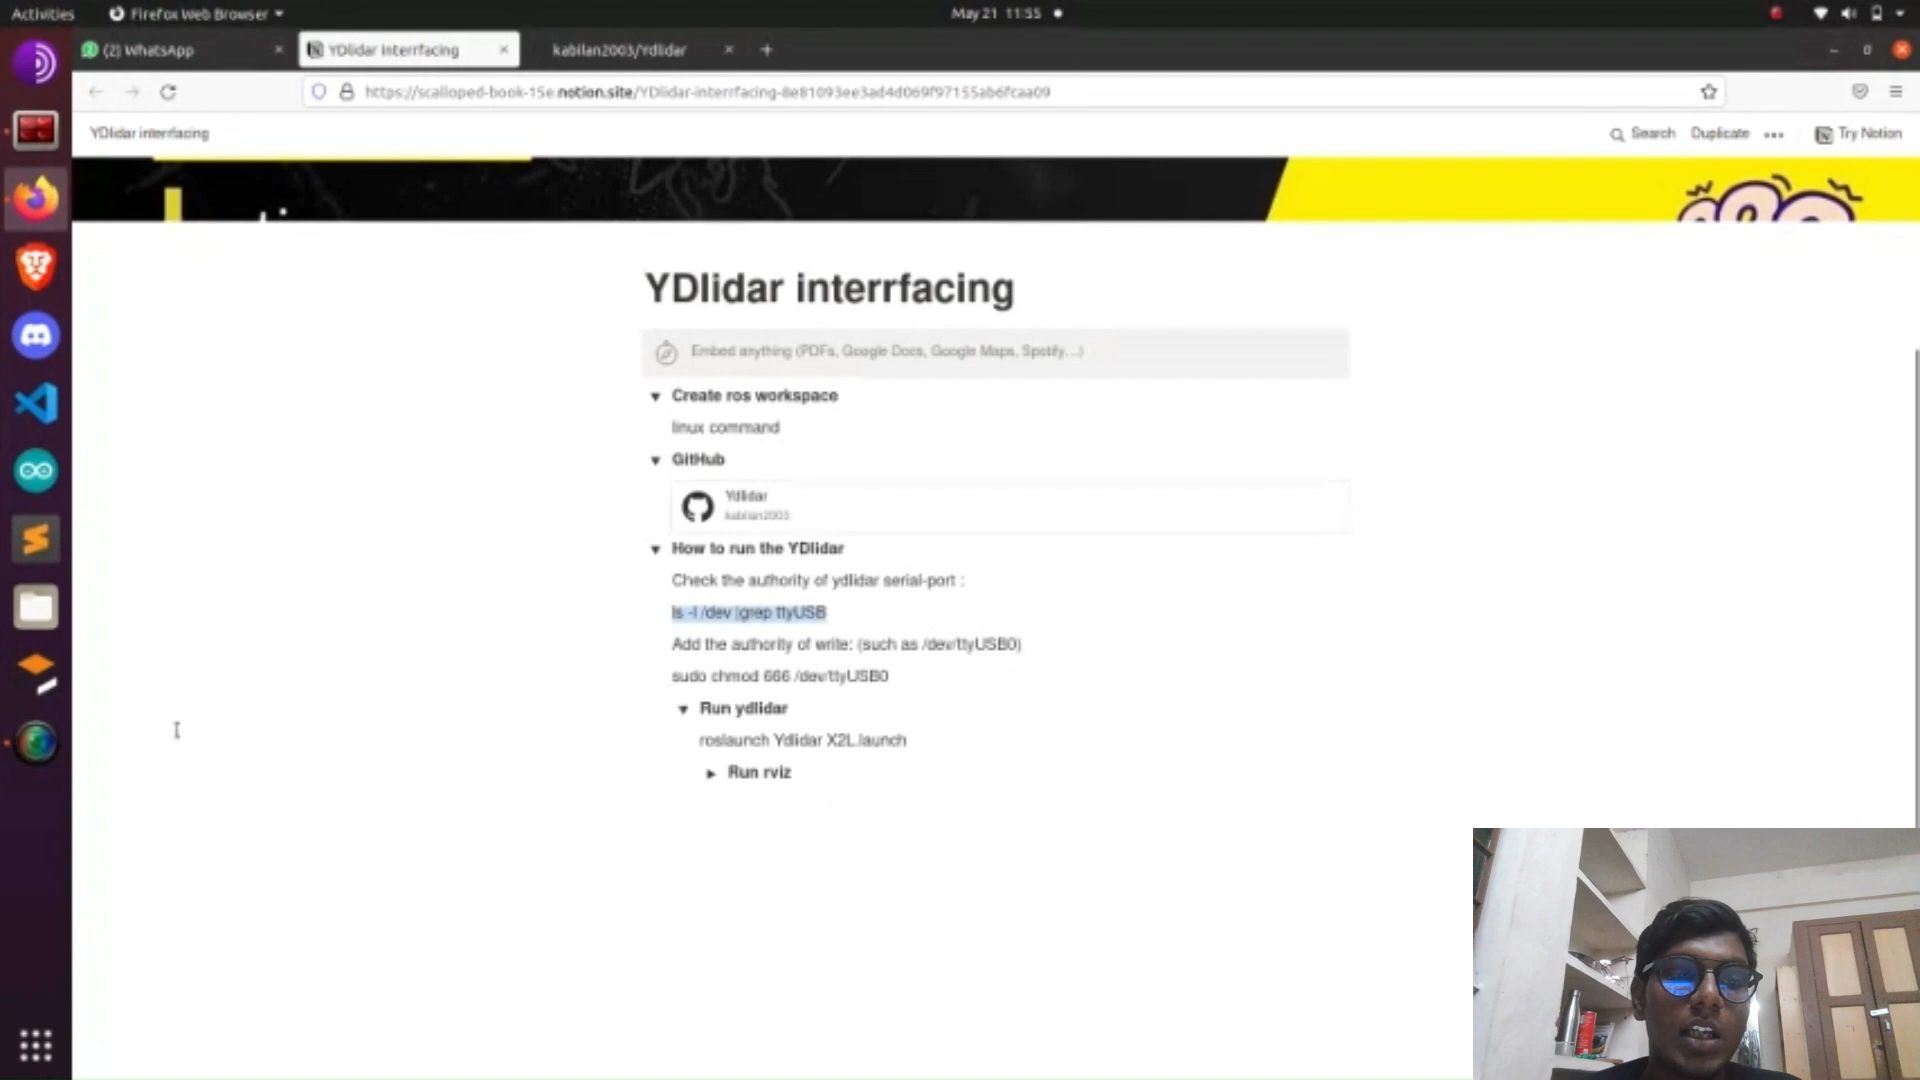 Activities
Firefox Web Browser
May 21 11:55
(2) WhatsApp
YDlidar interrfacing
kabilan2003/Ydlidar
https://scalloped-book-15e.notion.site/YDlidar-interrfacing-8e81093ee3ad4d069f97155ab6fcaa09
YDlidar interrfacing
Search
Duplicate
Try Notion
YDlidar interrfacing
Embed anything (PDFs, Google Docs, Google Maps, Spotify...)
Create ros workspace
linux command
GitHub
Ydlidar
kabilan2003
How to run the YDlidar
Check the authority of ydlidar serial-port :
ls -l /dev |grep ttyUSB
Add the authority of write: (such as /dev/ttyUSB0)
sudo chmod 666 /dev/ttyUSB0
Run ydlidar
roslaunch Ydlidar X2L.launch
Run rviz